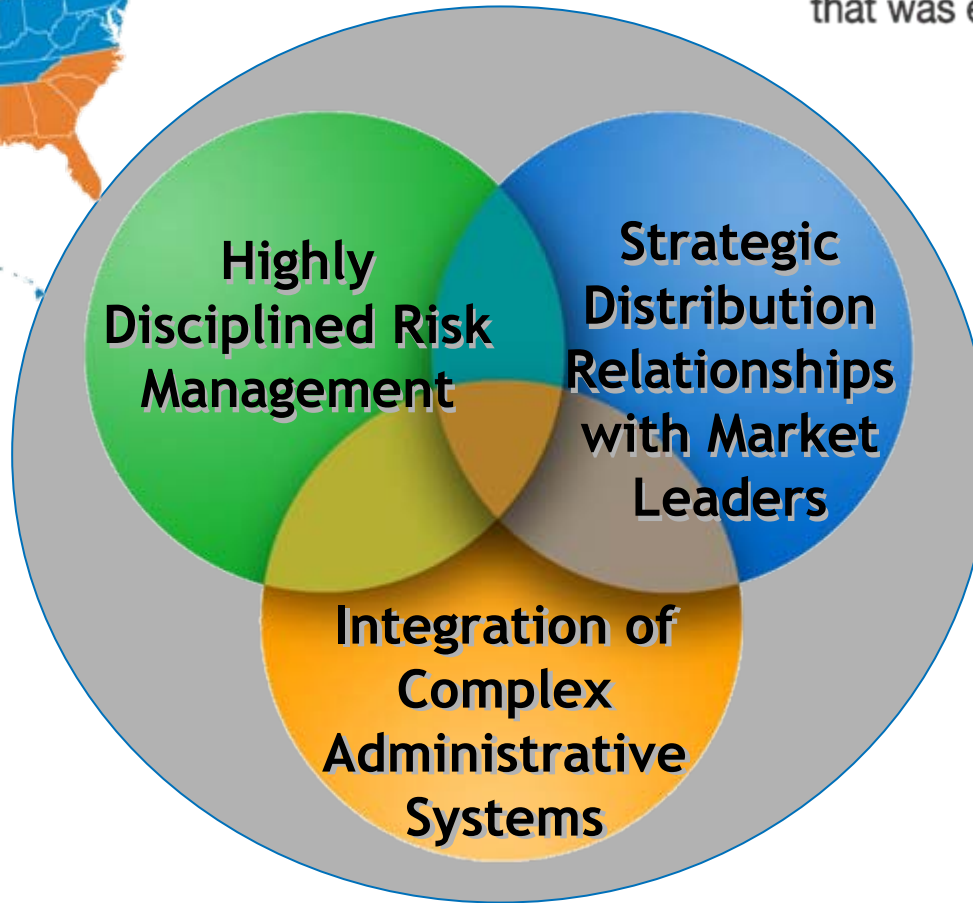 that was
Highly
Disciplined Risk
Management
Strategic
Distribution
Relationships
with Market
Leaders
Integration of
Complex
Administrative
Systems